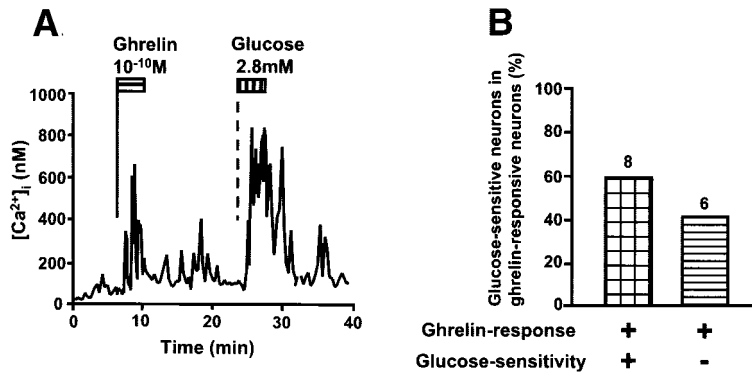 A
Ghrelin
10-10M
Glucose
2.8mM
[Ca2+]i (nM)
1000
800
600
400
200
0
0
10
20
30
40
Time (min)
B
Glucose-sensitive neurons in
ghrelin-responsive neurons (%)
100
80
60
40
20
0
8
6
Ghrelin-response + +
Glucose-sensitivity + -